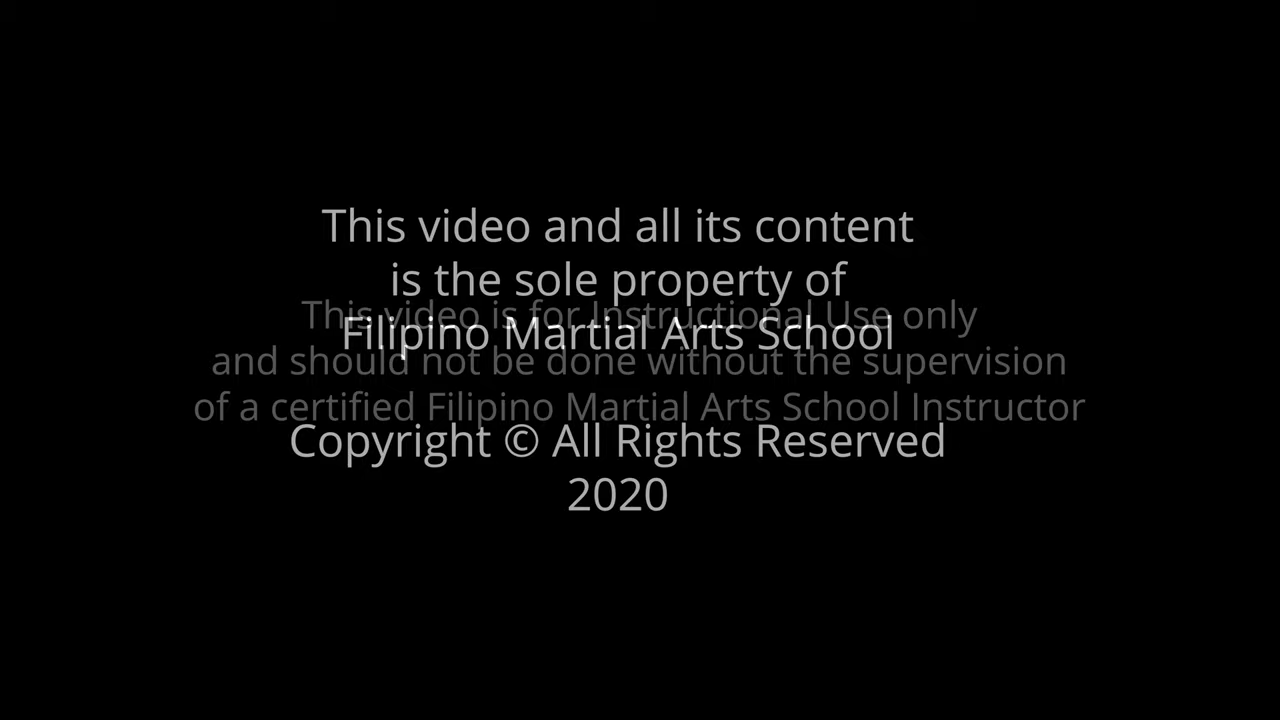 This video and all its content
is the sole property of
Filipino Martial Arts School
Copyright © All Rights Reserved
2020
This video is for Instructional Use only
and should not be done without the supervision
of a certified Filipino Martial Arts School Instructor